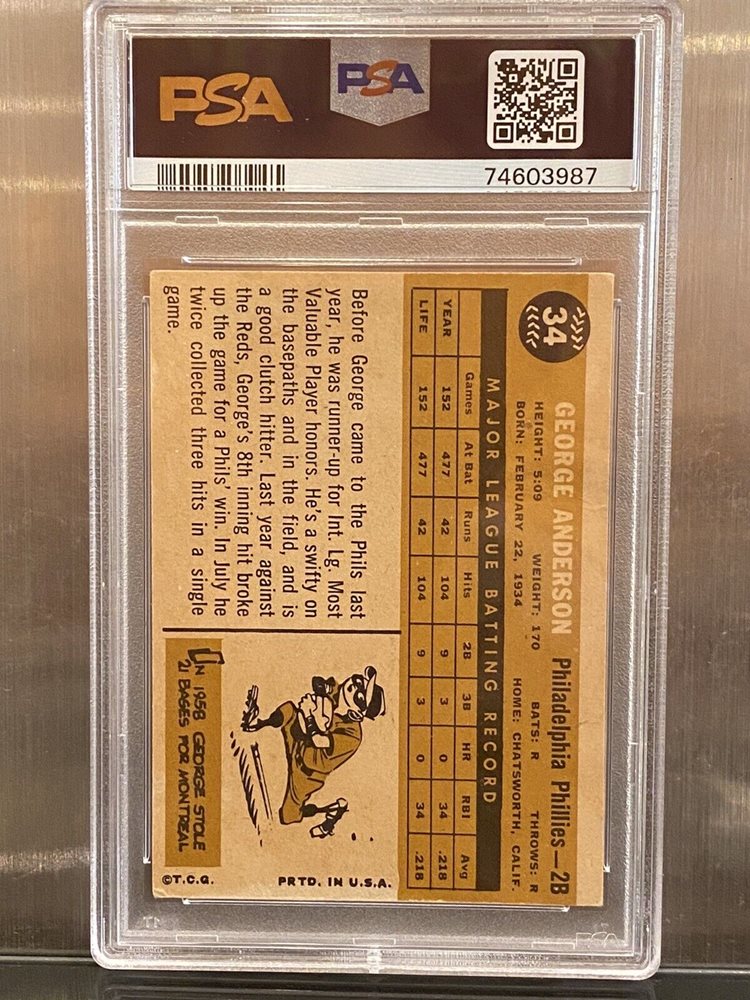 PSA
PSA
74603987
34
GEORGE ANDERSON Philadelphia Phillies—2B
HEIGHT: 5:09 WEIGHT: 170 BATS: R THROWS: R
BORN: FEBRUARY 22, 1934 HOME: CHATSWORTH, CALIF.
MAJOR LEAGUE BATTING RECORD
Games At Bat Runs Hits 2B 3B HR RBI Avg
YEAR 152 477 42 104 9 3 0 34 .218
LIFE 152 477 42 104 9 3 0 34 .218
Before George came to the Phils last
year, he was runner-up for Int. Lg. Most
Valuable Player honors. He's a swifty on
the basepaths and in the field, and is
a good clutch hitter. Last year against
the Reds, George's 8th inning hit broke
up the game for a Phils' win. In July he
twice collected three hits in a single
game.
IN 1958 GEORGE STOLE
21 BASES FOR MONTREAL
©T.C.G. PRTD. IN U.S.A.
PSA